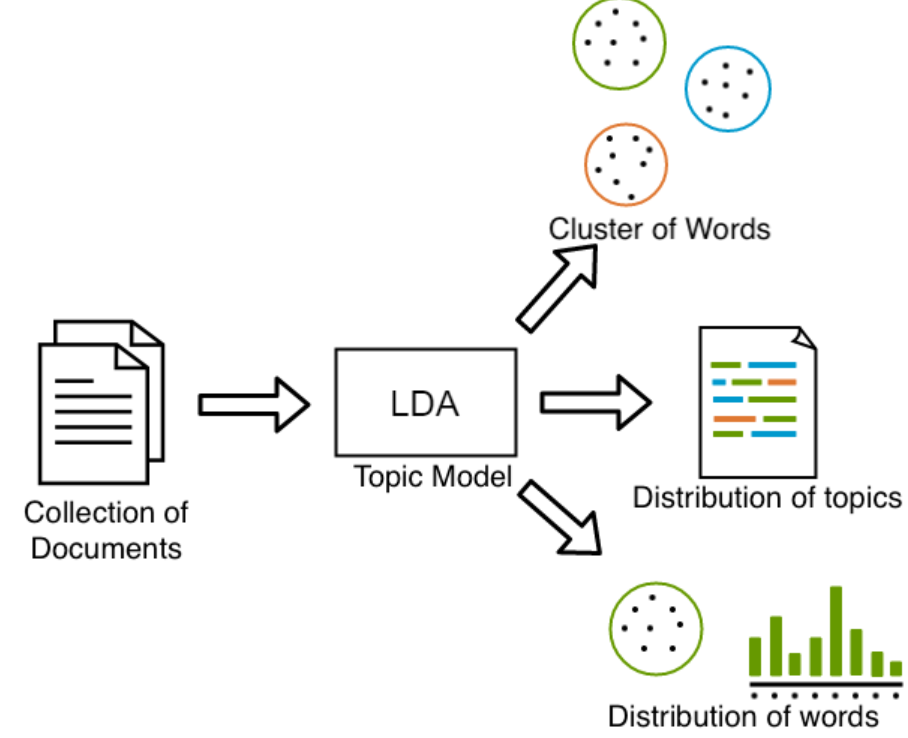 Cluster of Words
LDA
Topic Model
Collection of
Documents
Distribution of topics
Distribution of words